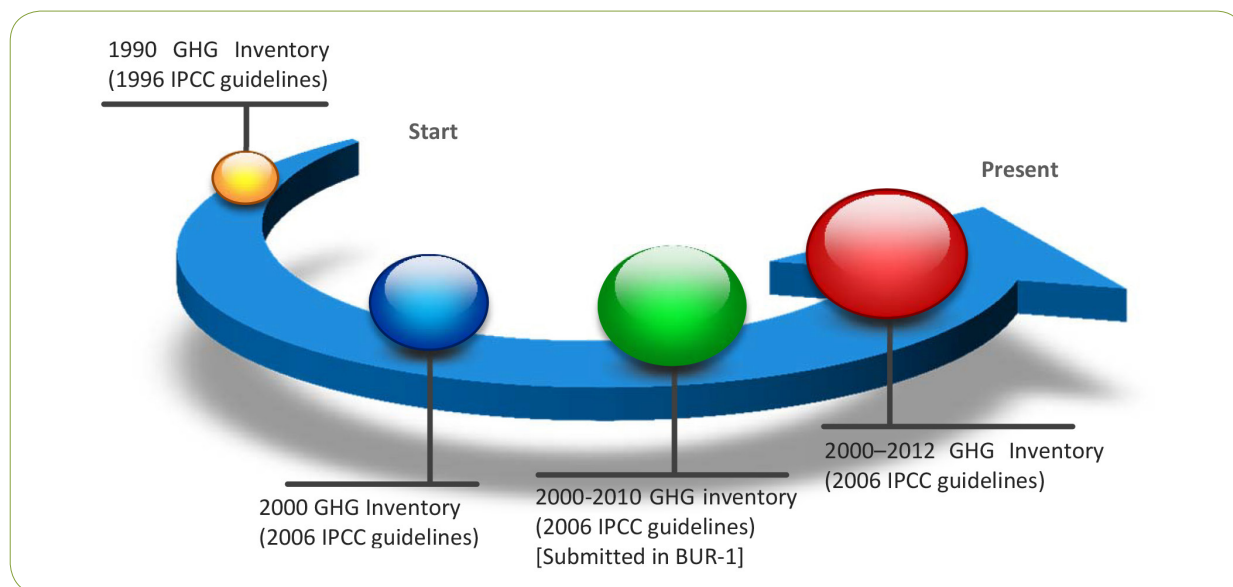 1990 GHG Inventory
(1996 IPCC guidelines)
Start
Present
2000 GHG Inventory
(2006 IPCC guidelines)
2000-2010 GHG inventory
(2006 IPCC guidelines)
[Submitted in BUR-1]
2000–2012 GHG Inventory
(2006 IPCC guidelines)